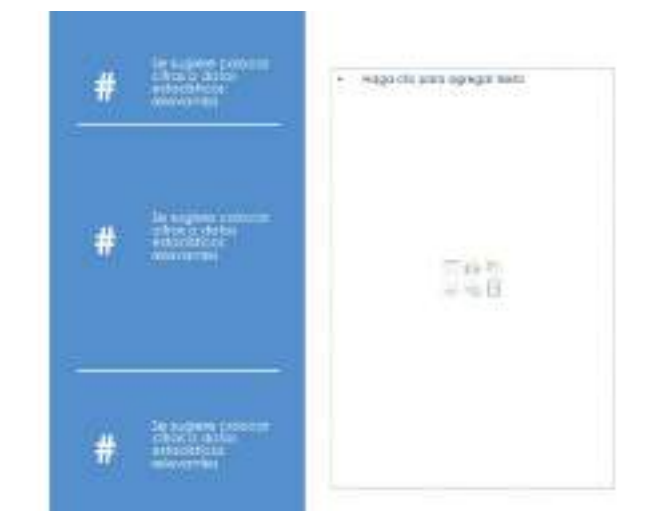 #
Se sugiere colocar
cifras o datos
estadísticos
relevantes
#
Se sugiere colocar
cifras o datos
estadísticos
relevantes
#
Se sugiere colocar
cifras o datos
estadísticos
relevantes
• Haga clic para agregar texto